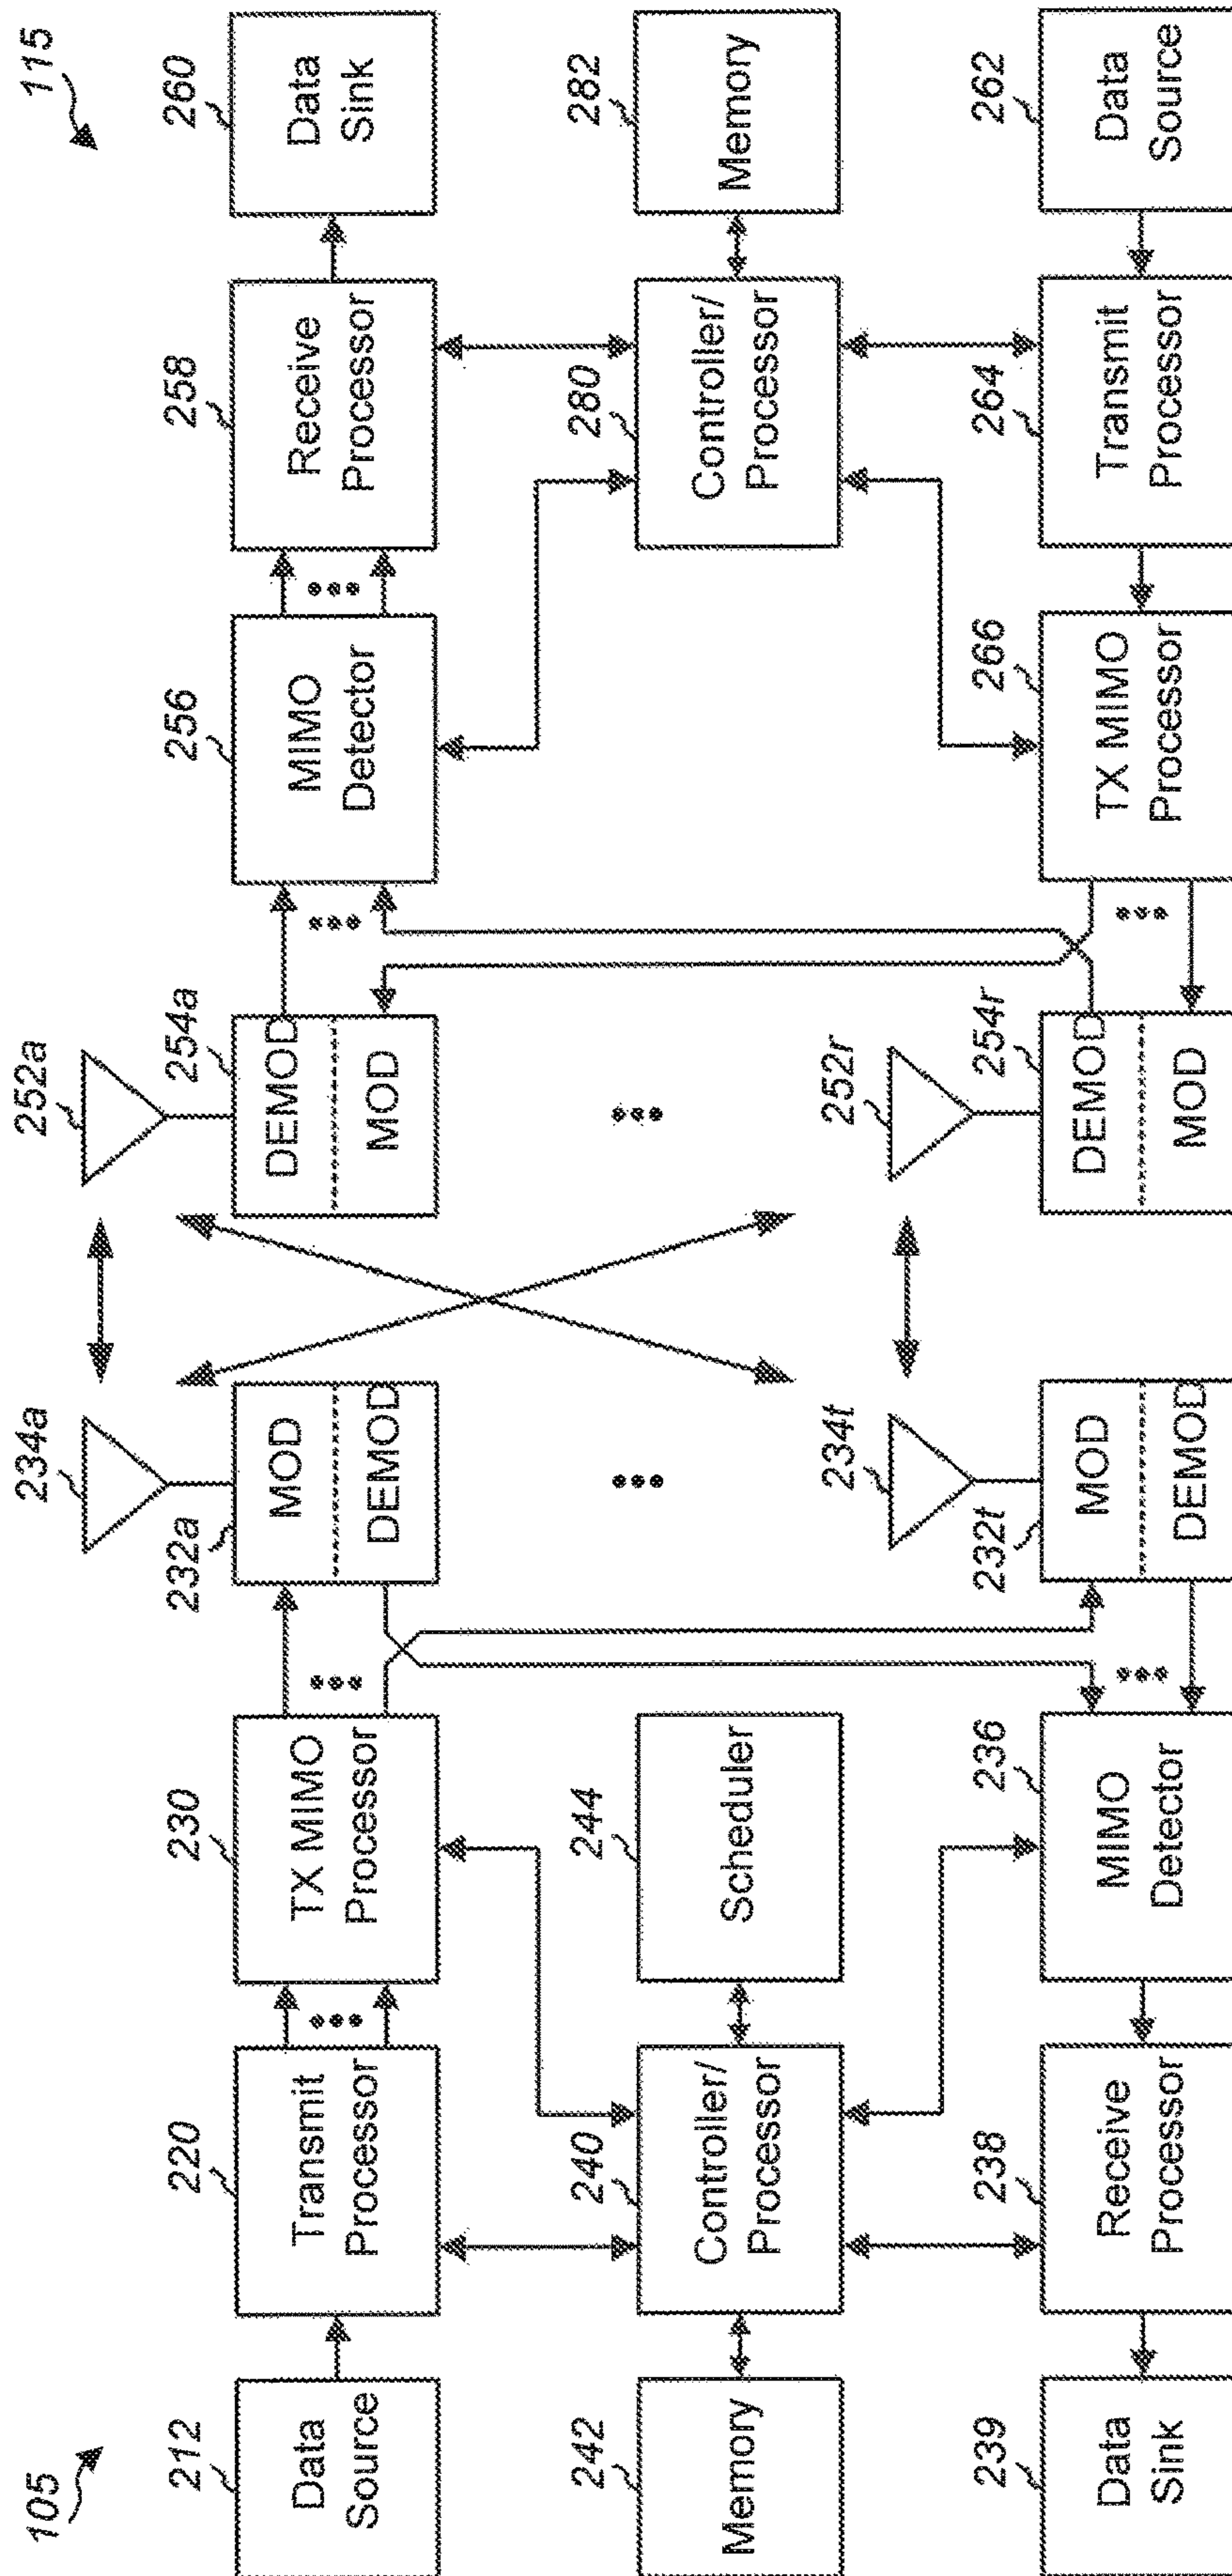 105
115
212
Data
Source
220
Transmit
Processor
230
TX MIMO
Processor
232a
MOD
DEMOD
234a
252a
254a
DEMOD
MOD
256
MIMO
Detector
258
Receive
Processor
260
Data
Sink
242
Memory
240
Controller/
Processor
244
Scheduler
280
Controller/
Processor
282
Memory
239
Data
Sink
238
Receive
Processor
236
MIMO
Detector
232t
MOD
DEMOD
234t
252r
254r
DEMOD
MOD
266
TX MIMO
Processor
264
Transmit
Processor
262
Data
Source